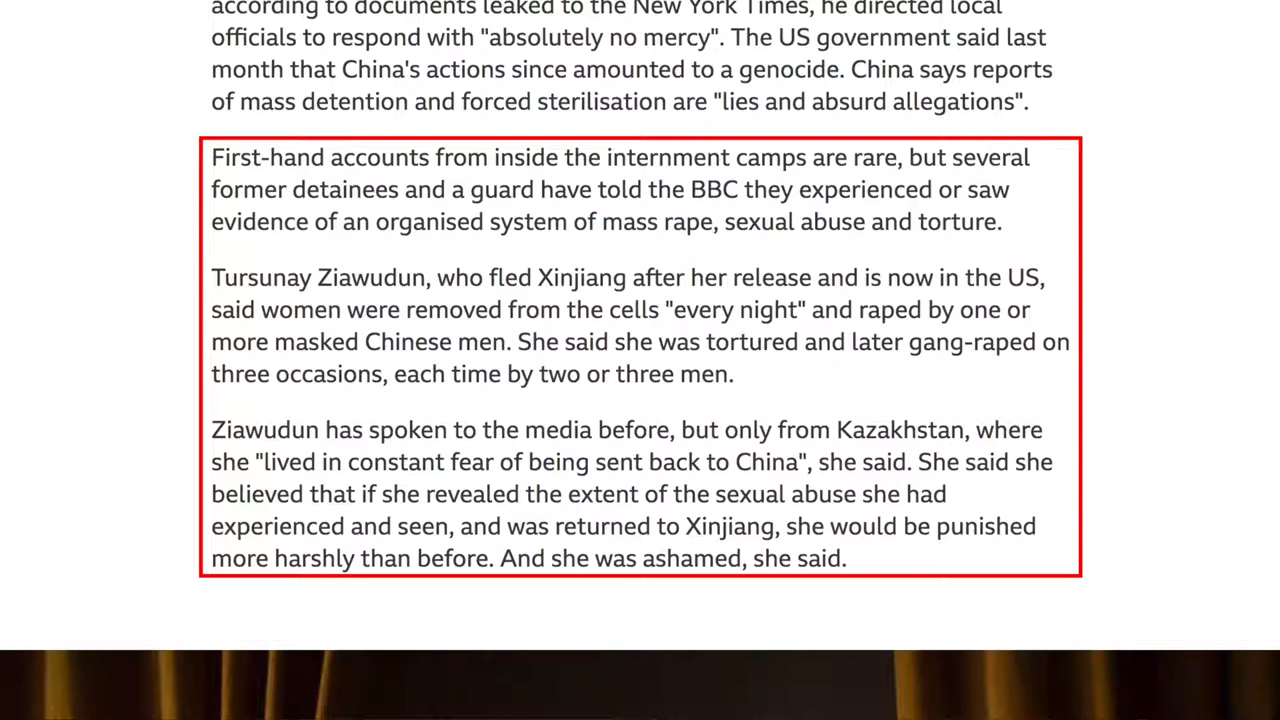 according to documents leaked to the New York Times, he directed local
officials to respond with "absolutely no mercy". The US government said last
month that China's actions since amounted to a genocide. China says reports
of mass detention and forced sterilisation are "lies and absurd allegations".
First-hand accounts from inside the internment camps are rare, but several
former detainees and a guard have told the BBC they experienced or saw
evidence of an organised system of mass rape, sexual abuse and torture.
Tursunay Ziawudun, who fled Xinjiang after her release and is now in the US,
said women were removed from the cells "every night" and raped by one or
more masked Chinese men. She said she was tortured and later gang-raped on
three occasions, each time by two or three men.
Ziawudun has spoken to the media before, but only from Kazakhstan, where
she "lived in constant fear of being sent back to China", she said. She said she
believed that if she revealed the extent of the sexual abuse she had
experienced and seen, and was returned to Xinjiang, she would be punished
more harshly than before. And she was ashamed, she said.